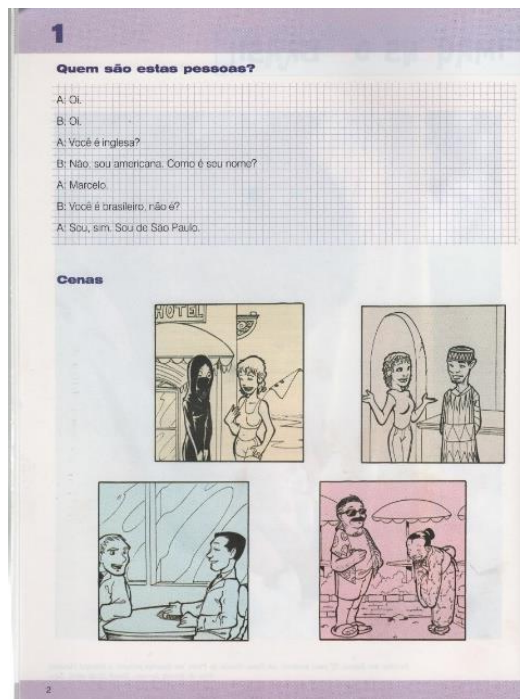 1
Quem são estas pessoas?
A: Oi.
B: Oi.
A: Você é inglesa?
B: Não, sou americana. Como é seu nome?
A: Marcelo.
B: Você é brasileiro, não é?
A: Sou, sim. Sou de São Paulo.
Cenas
HOTEL
2